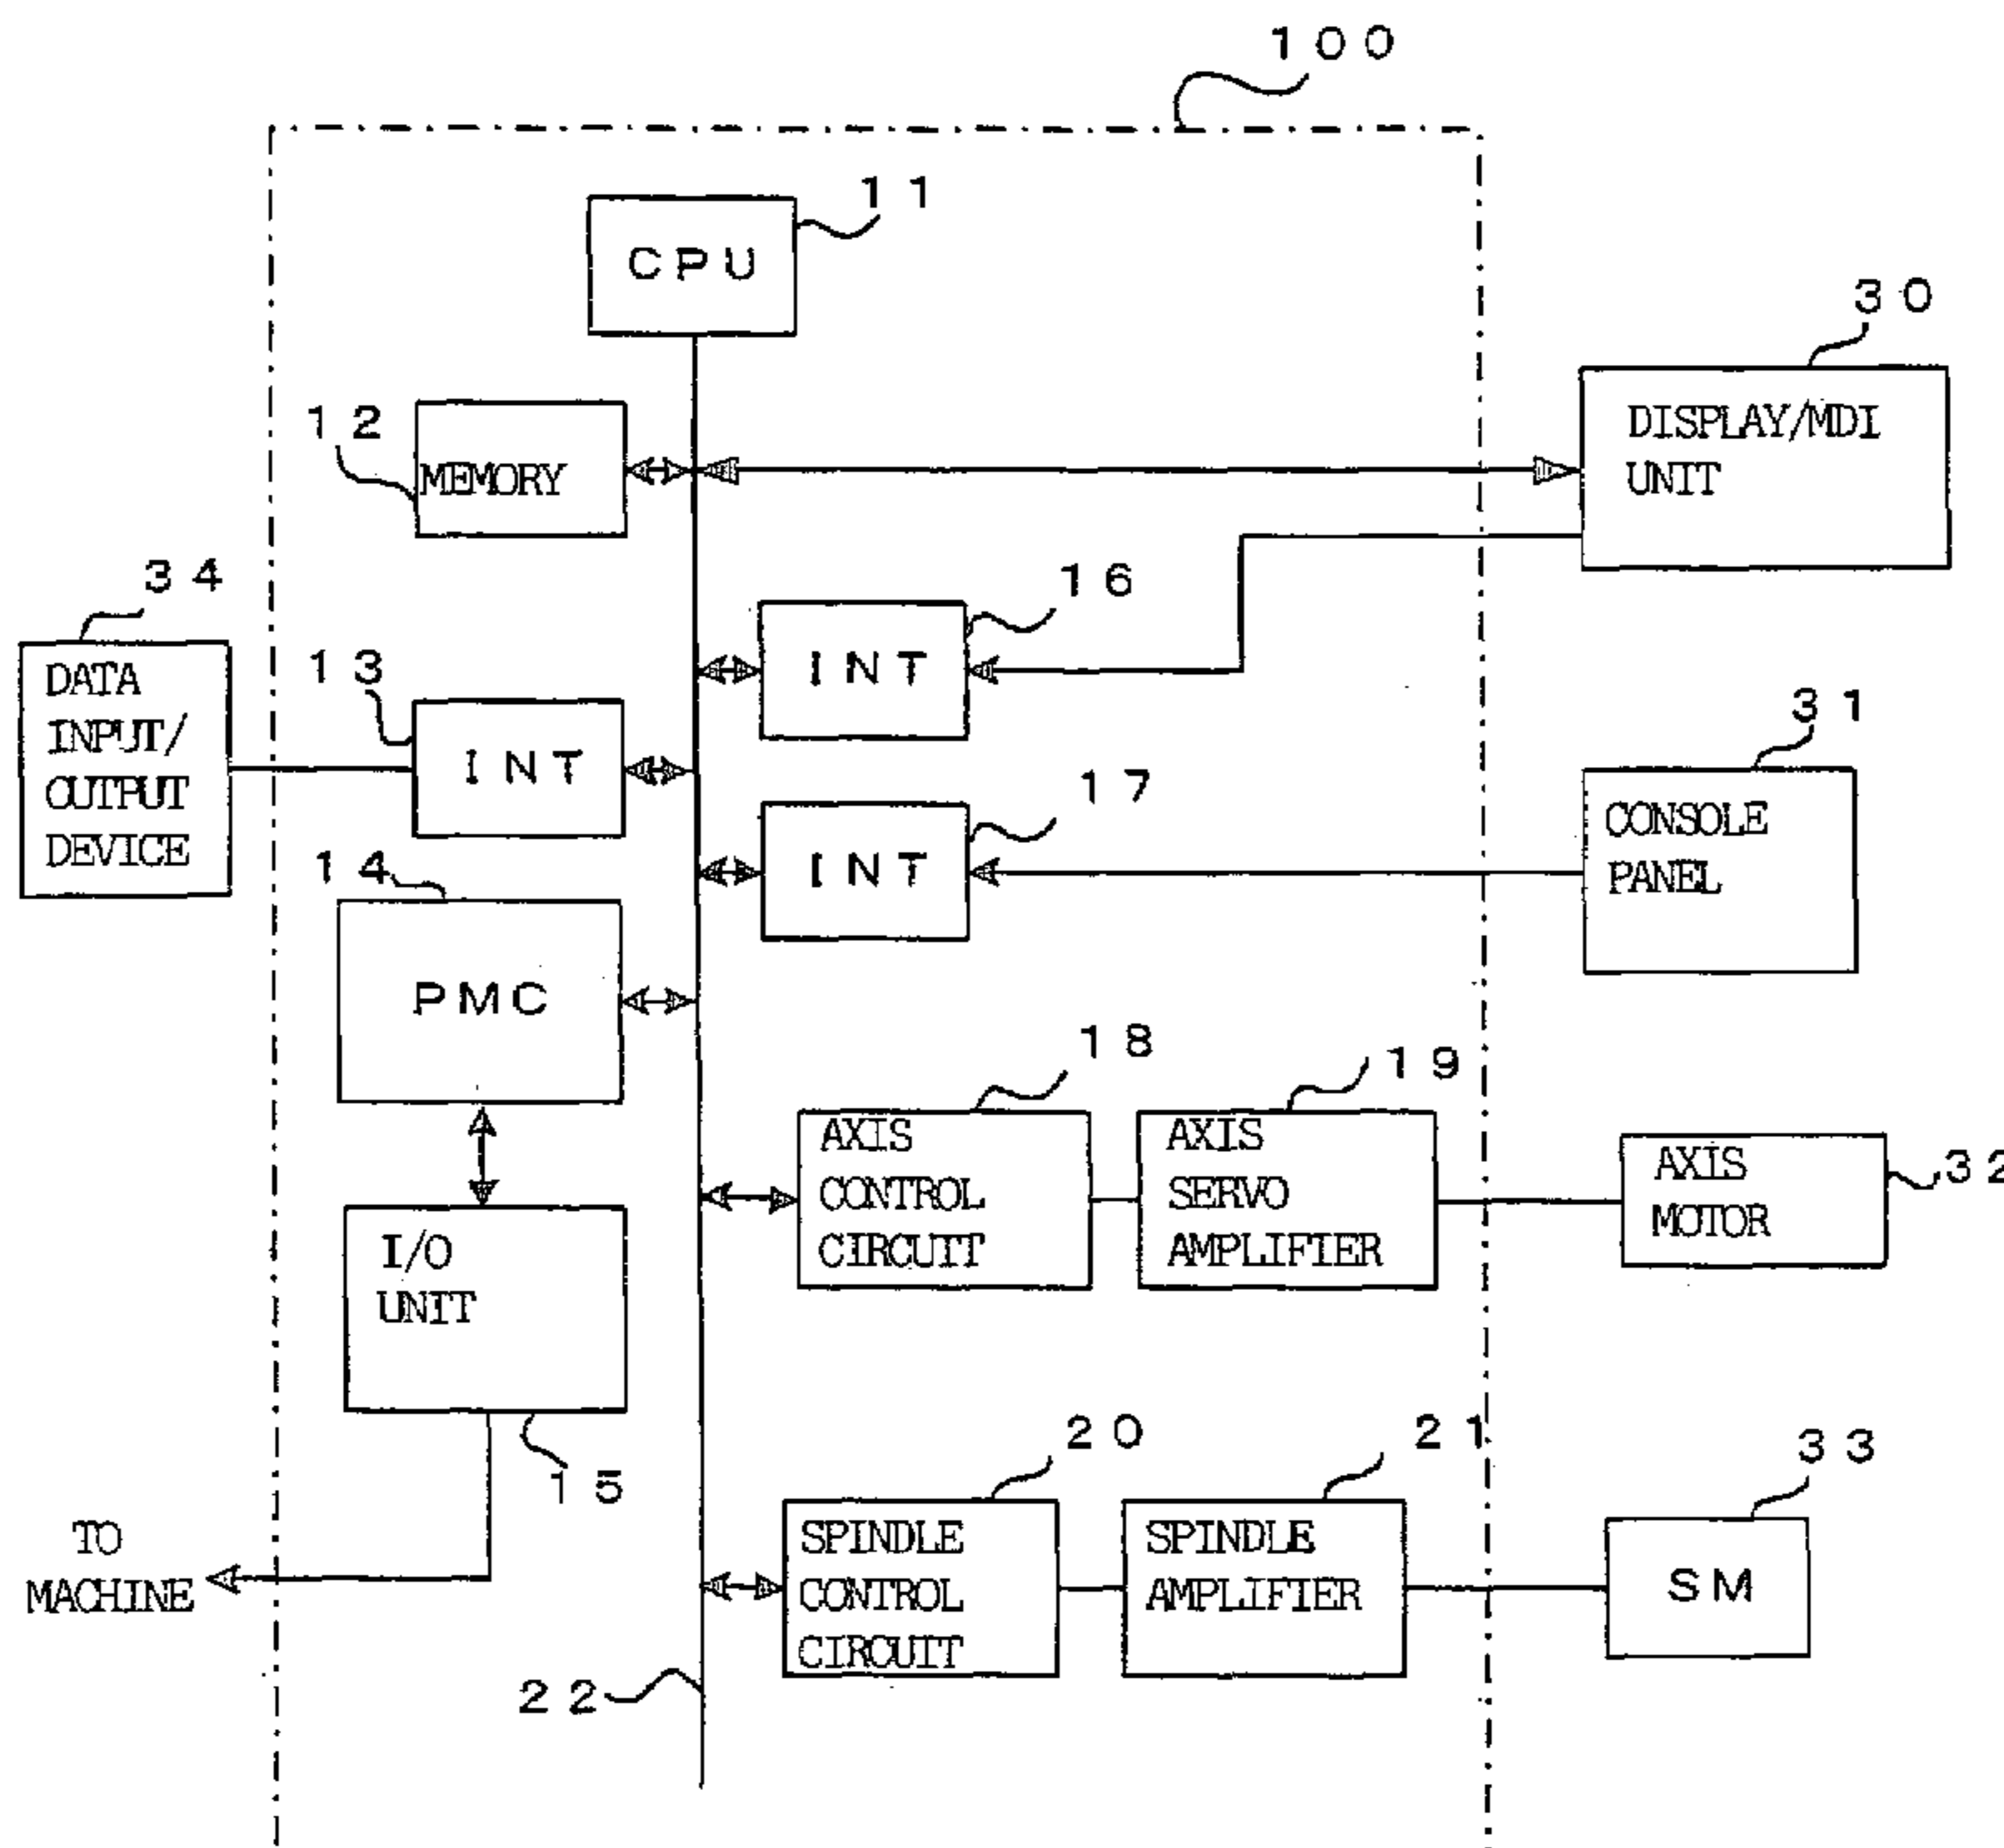 100
11
CPU
30
12
MEMORY
DISPLAY/MDI
UNIT
34
16
DATA
INPUT/
OUTPUT
DEVICE
13
INT
INT
31
17
CONSOLE
PANEL
14
INT
PMC
18
19
AXIS
CONTROL
CIRCUIT
AXIS
SERVO
AMPLIFIER
AXIS
MOTOR
32
I/O
UNIT
15
20
21
33
TO
MACHINE
SPINDLE
CONTROL
CIRCUIT
SPINDLE
AMPLIFIER
SM
22